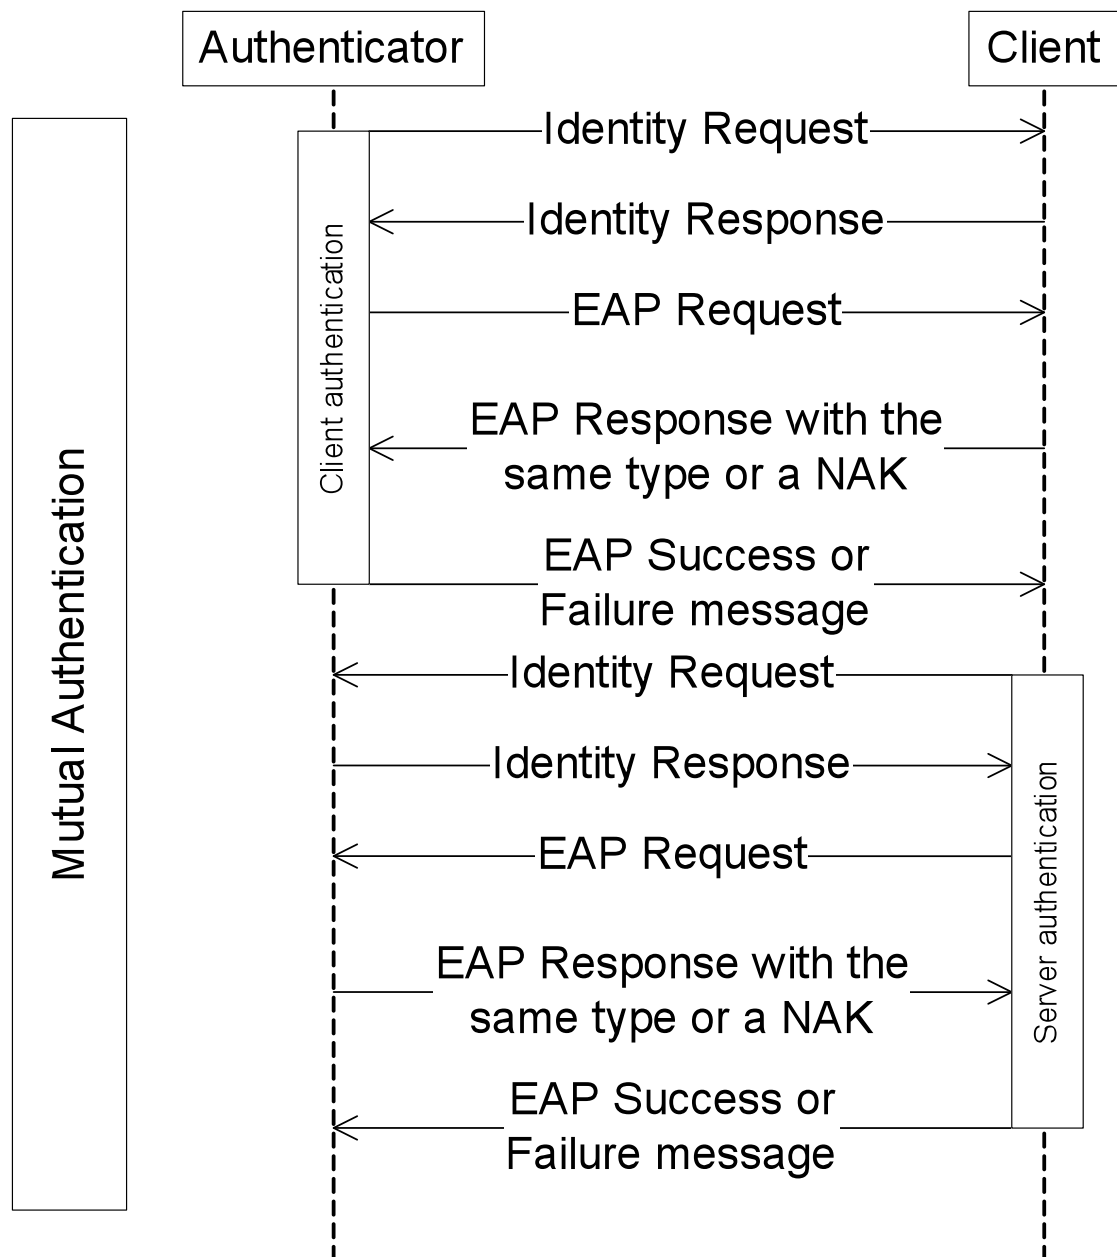 Authenticator
Client
Identity Request
Identity Response
EAP Request
EAP Response with the
same type or a NAK
EAP Success or
Failure message
Client authentication
Mutual Authentication
Identity Request
Identity Response
EAP Request
EAP Response with the
same type or a NAK
EAP Success or
Failure message
Server authentication